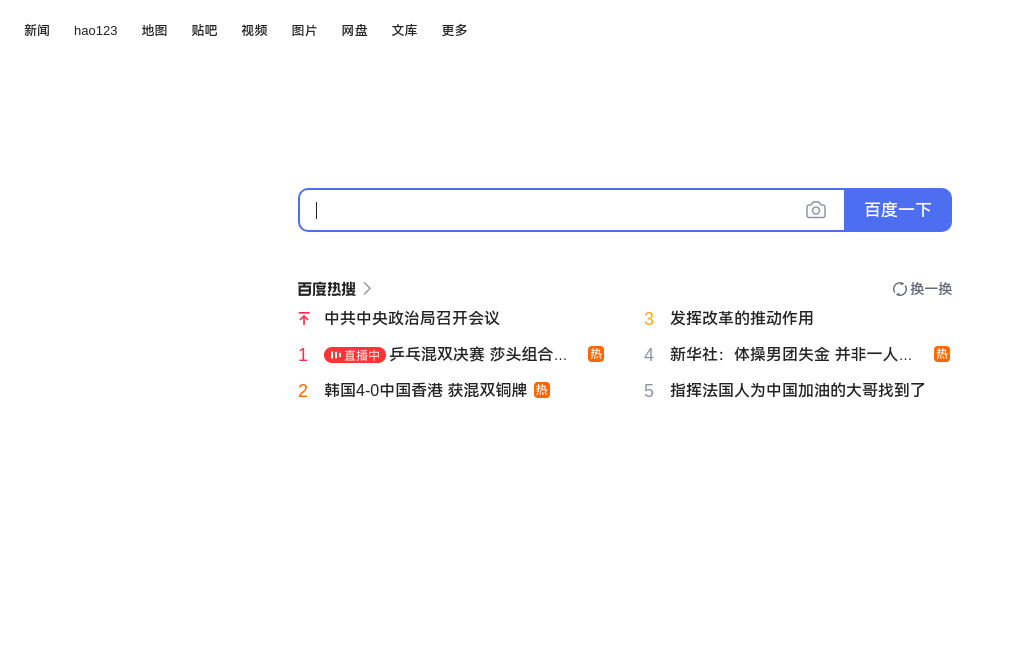 新闻 hao123 地图 贴吧 视频 图片 网盘 文库 更多
百度一下
百度热搜 换一换
中共中央政治局召开会议
1 直播中 乒乓混双决赛 莎头组合... 热
2 韩国4-0中国香港 获混双铜牌 热
3 发挥改革的推动作用
4 新华社：体操男团失金 并非一人... 热
5 指挥法国人为中国加油的大哥找到了